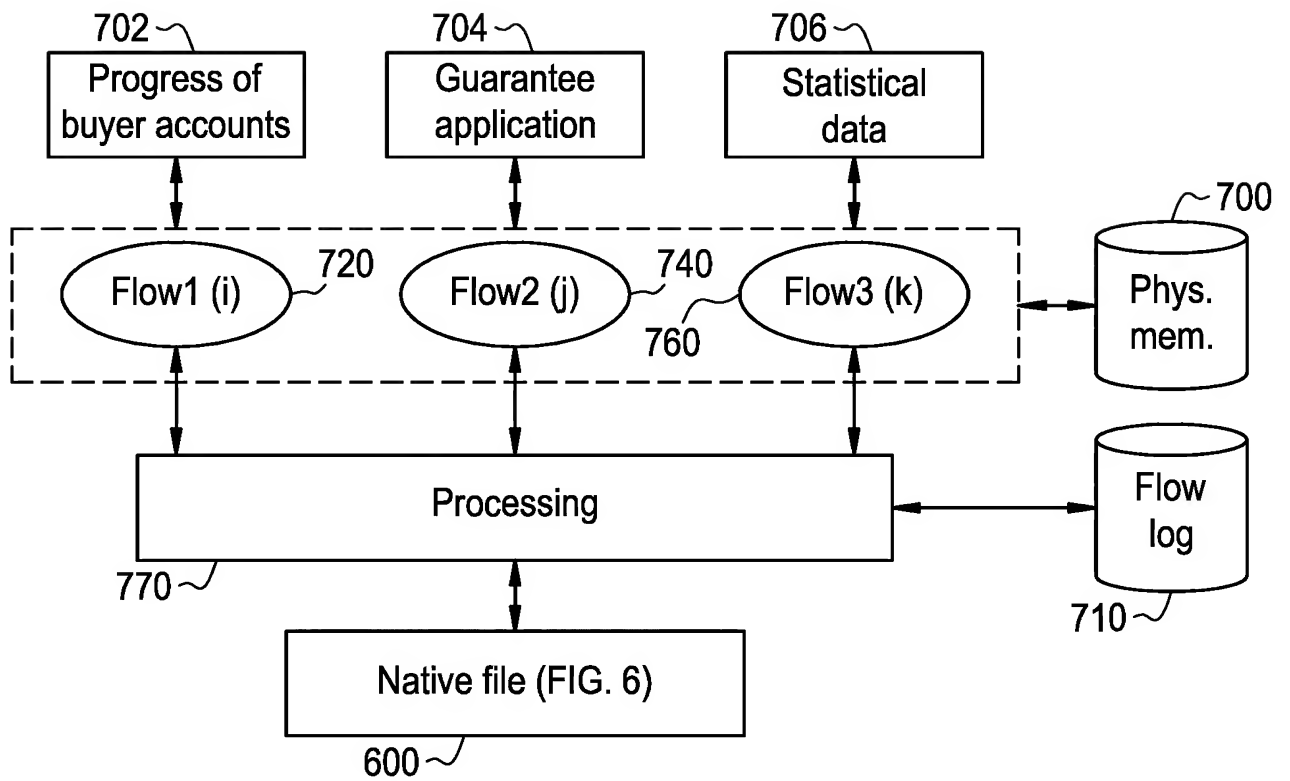 702
704
706
Progress of
buyer accounts
Guarantee
application
Statistical
data
700
Flow1 (i)
720
Flow2 (j)
740
760
Flow3 (k)
Phys.
mem.
Processing
770
Flow
log
710
Native file (FIG. 6)
600